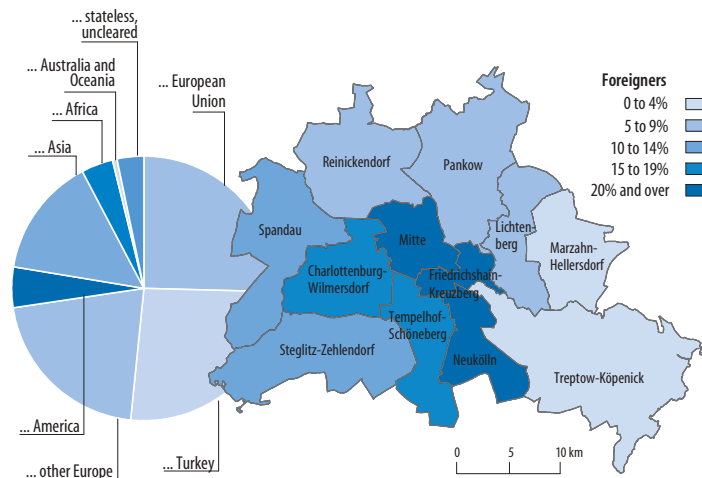 ... stateless,
uncleared
... Australia and
Oceania
... Africa
... Asia
... European
Union
... America
... other Europe
... Turkey
Reinickendorf
Pankow
Spandau
Mitte
Lichten-
berg
Marzahn-
Hellersdorf
Charlottenburg-
Wilmersdorf
Friedrichshain-
Kreuzberg
Tempelhof-
Schöneberg
Steglitz-Zehlendorf
Neukölln
Treptow-Köpenick
Foreigners
0 to 4%
5 to 9%
10 to 14%
15 to 19%
20% and over
0 5 10 km